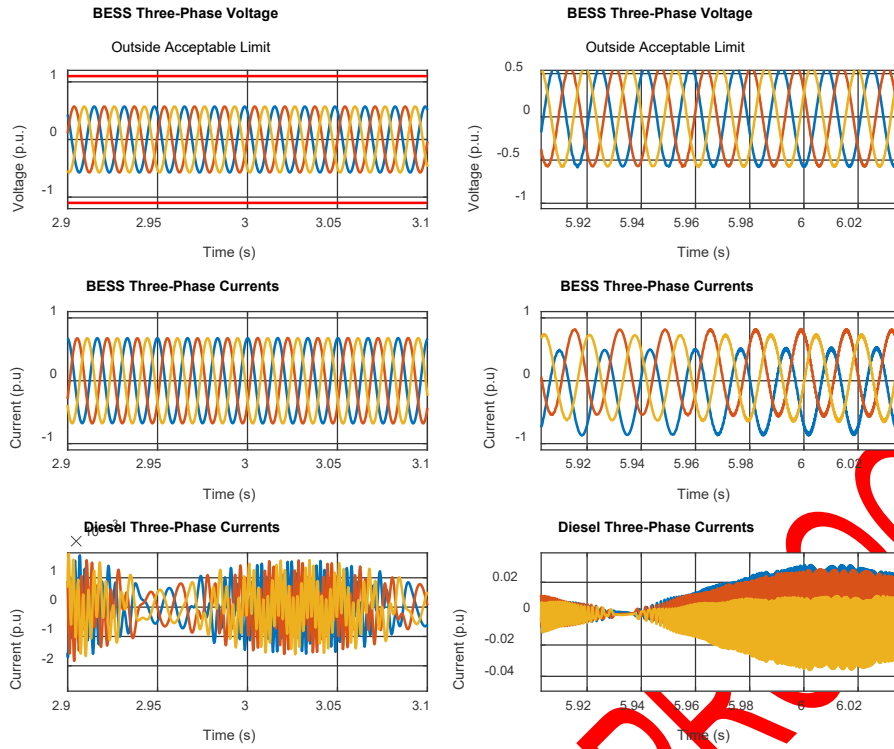 BESS Three-Phase Voltage
Outside Acceptable Limit
1
0
-1
Voltage (p.u.)
2.9 2.95 3 3.05 3.1
Time (s)
BESS Three-Phase Voltage
Outside Acceptable Limit
0.5
0
-0.5
-1
Voltage (p.u.)
5.92 5.94 5.96 5.98 6 6.02
Time (s)
BESS Three-Phase Currents
1
0
-1
Current (p.u)
2.9 2.95 3 3.05 3.1
Time (s)
BESS Three-Phase Currents
1
0
-1
Current (p.u)
5.92 5.94 5.96 5.98 6 6.02
Time (s)
Diesel Three-Phase Currents
× 10-3
1
0
-1
-2
Current (p.u)
2.9 2.95 3 3.05 3.1
Time (s)
Diesel Three-Phase Currents
0.02
0
-0.02
-0.04
Current (p.u)
5.92 5.94 5.96 5.98 6 6.02
Time (s)